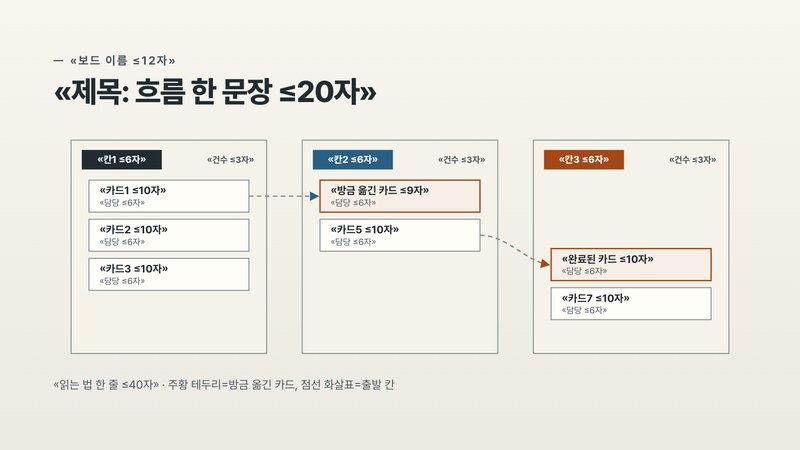 — «보드 이름 ≤12자»
«제목: 흐름 한 문장 ≤20자»
«칸1 ≤6자» «건수 ≤3자»
«카드1 ≤10자»
«담당 ≤6자»
«카드2 ≤10자»
«담당 ≤6자»
«카드3 ≤10자»
«담당 ≤6자»
«칸2 ≤6자» «건수 ≤3자»
«방금 옮긴 카드 ≤9자»
«담당 ≤6자»
«카드5 ≤10자»
«담당 ≤6자»
«칸3 ≤6자» «건수 ≤3자»
«완료된 카드 ≤10자»
«담당 ≤6자»
«카드7 ≤10자»
«담당 ≤6자»
«읽는 법 한 줄 ≤40자» · 주황 테두리=방금 옮긴 카드, 점선 화살표=출발 칸